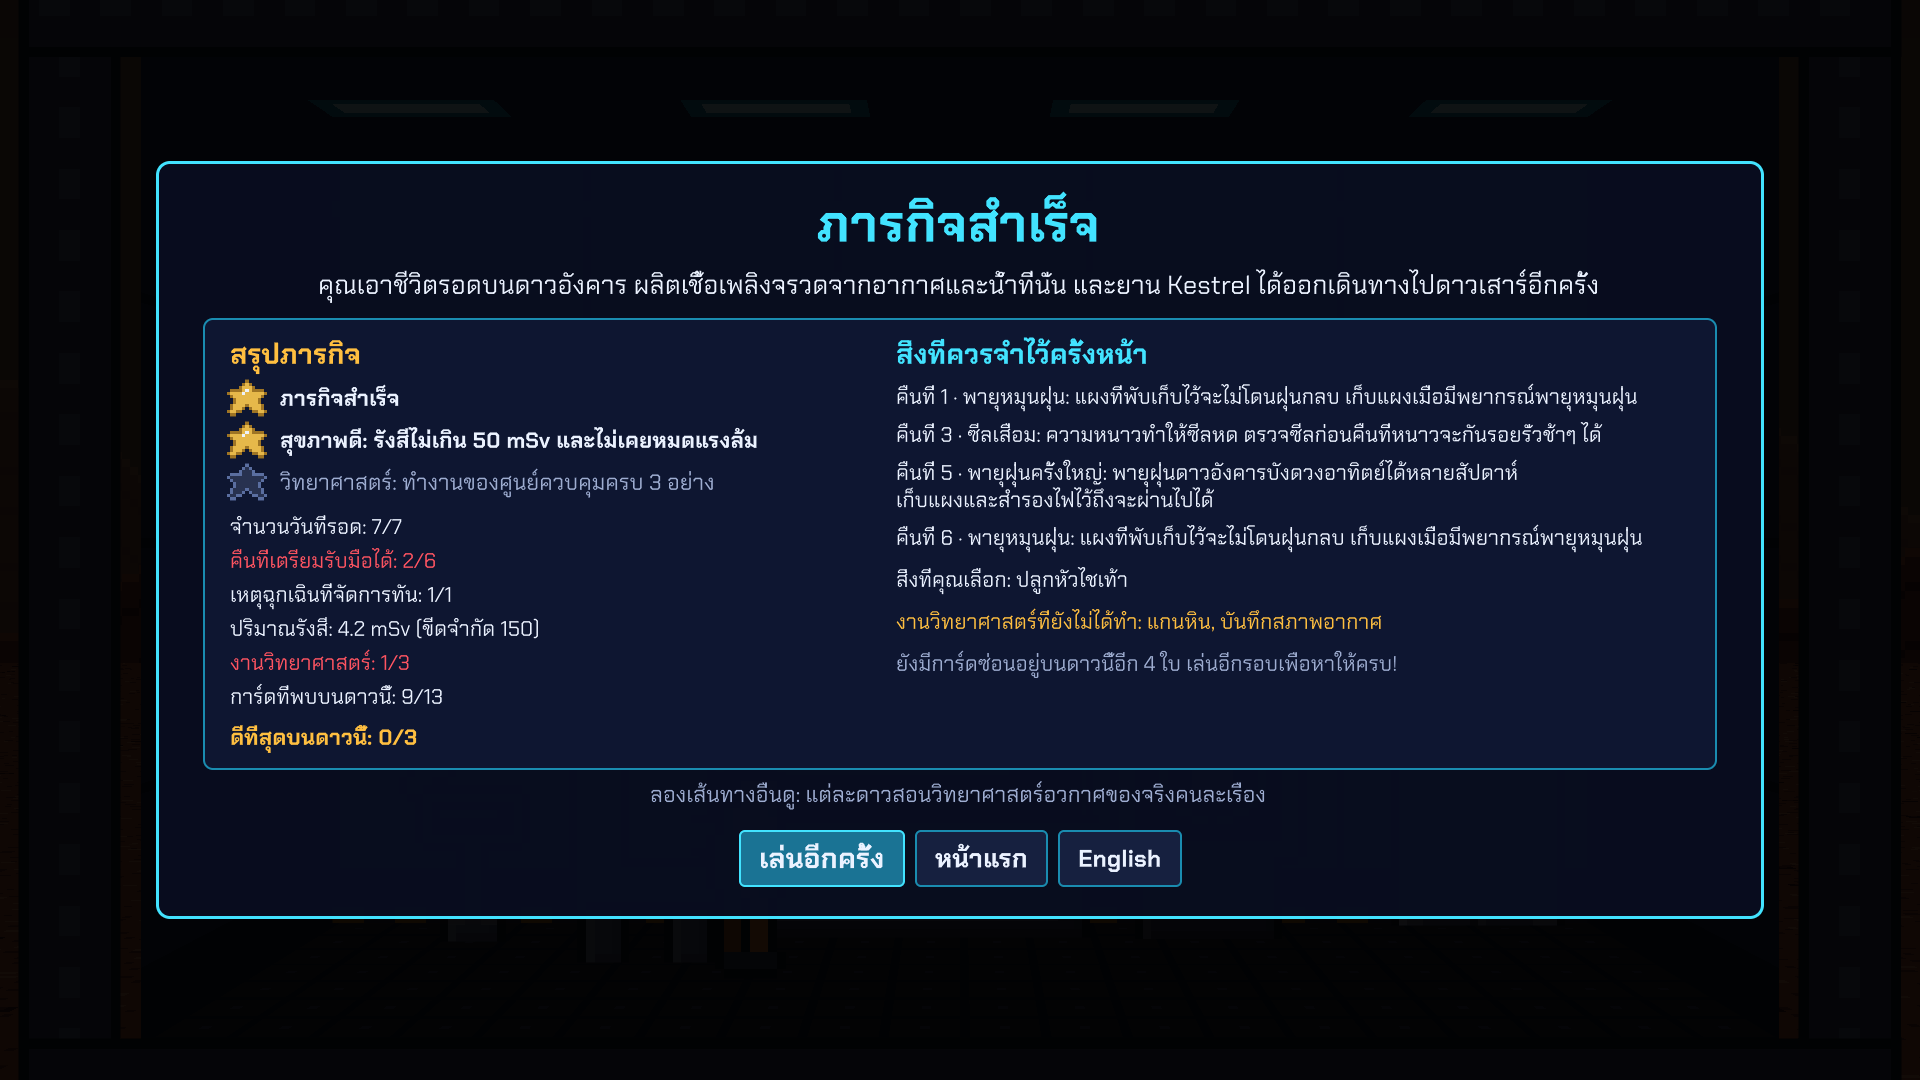 ภารกิจสำเร็จ
คุณเอาชีวิตรอดบนดาวอังคาร ผลิตเชื้อเพลิงจรวดจากอากาศและน้ำที่นั่น และยาน Kestrel ได้ออกเดินทางไปดาวเสาร์อีกครั้ง
สรุปภารกิจ
ภารกิจสำเร็จ
สุขภาพดี: รังสีไม่เกิน 50 mSv และไม่เคยหมดแรงล้ม
วิทยาศาสตร์: ทำงานของศูนย์ควบคุมครบ 3 อย่าง
จำนวนวันที่รอด: 7/7
คืนที่เตรียมรับมือได้: 2/6
เหตุฉุกเฉินที่จัดการทัน: 1/1
ปริมาณรังสี: 4.2 mSv (ขีดจำกัด 150)
งานวิทยาศาสตร์: 1/3
การ์ดที่พบบนดาวนี้: 9/13
ดีที่สุดบนดาวนี้: 0/3
สิ่งที่ควรจำไว้ครั้งหน้า
คืนที่ 1 · พายุหมุนฝุ่น: แผงที่พับเก็บไว้จะไม่โดนฝุ่นกลบ เก็บแผงเมื่อมีพยากรณ์พายุหมุนฝุ่น
คืนที่ 3 · ซีลเสื่อม: ความหนาวทำให้ซีลหด ตรวจซีลก่อนคืนที่หนาวจะกันรอยรั่วช้าๆ ได้
คืนที่ 5 · พายุฝุ่นครั้งใหญ่: พายุฝุ่นดาวอังคารบังดวงอาทิตย์ได้หลายสัปดาห์
เก็บแผงและสำรองไฟไว้ถึงจะผ่านไปได้
คืนที่ 6 · พายุหมุนฝุ่น: แผงที่พับเก็บไว้จะไม่โดนฝุ่นกลบ เก็บแผงเมื่อมีพยากรณ์พายุหมุนฝุ่น
สิ่งที่คุณเลือก: ปลูกหัวไชเท้า
งานวิทยาศาสตร์ที่ยังไม่ได้ทำ: แกนหิน, บันทึกสภาพอากาศ
ยังมีการ์ดซ่อนอยู่บนดาวนี้อีก 4 ใบ เล่นอีกรอบเพื่อหาให้ครบ!
ลองเส้นทางอื่นดู: แต่ละดาวสอนวิทยาศาสตร์อวกาศของจริงคนละเรื่อง
เล่นอีกครั้ง
หน้าแรก
English